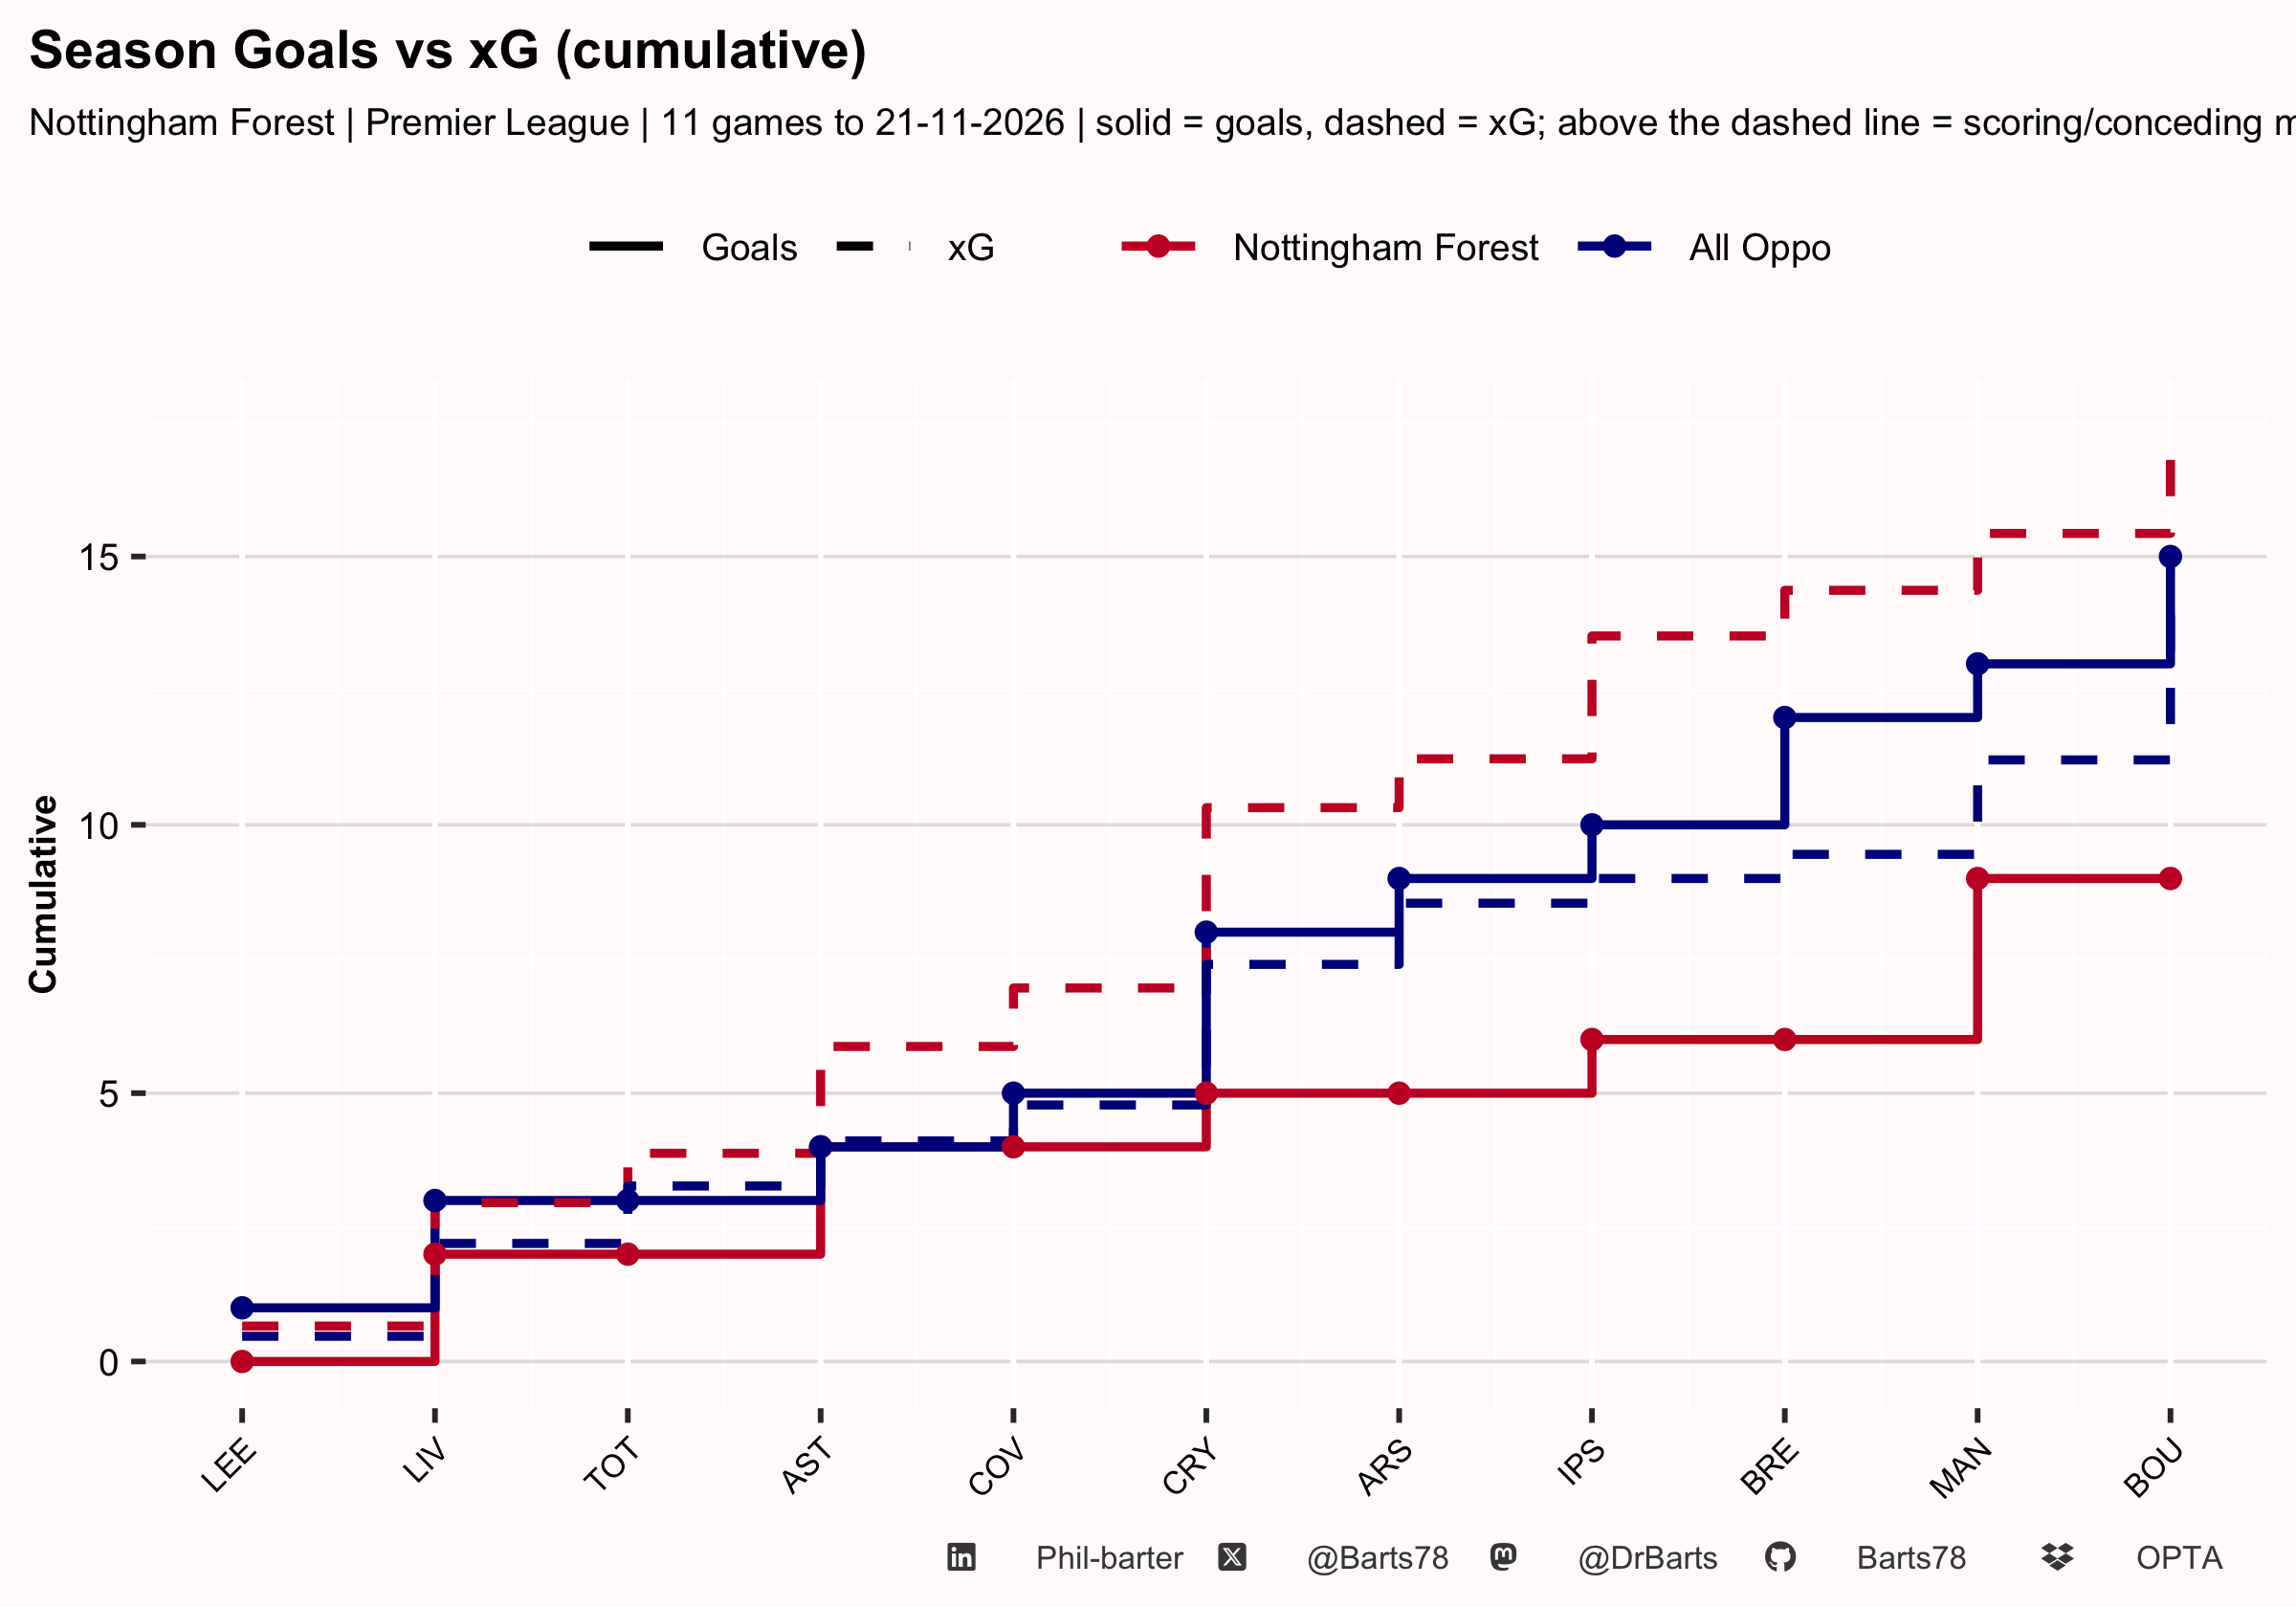 Season Goals vs xG (cumulative)
Nottingham Forest | Premier League | 11 games to 21-11-2026 | solid = goals, dashed = xG; above the dashed line = scoring/conceding m
Goals xG Nottingham Forest All Oppo
Cumulative
15
10
5
0
LEE LIV TOT AST COV CRY ARS IPS BRE MAN BOU
Phil-barter @Barts78 @DrBarts Barts78 OPTA